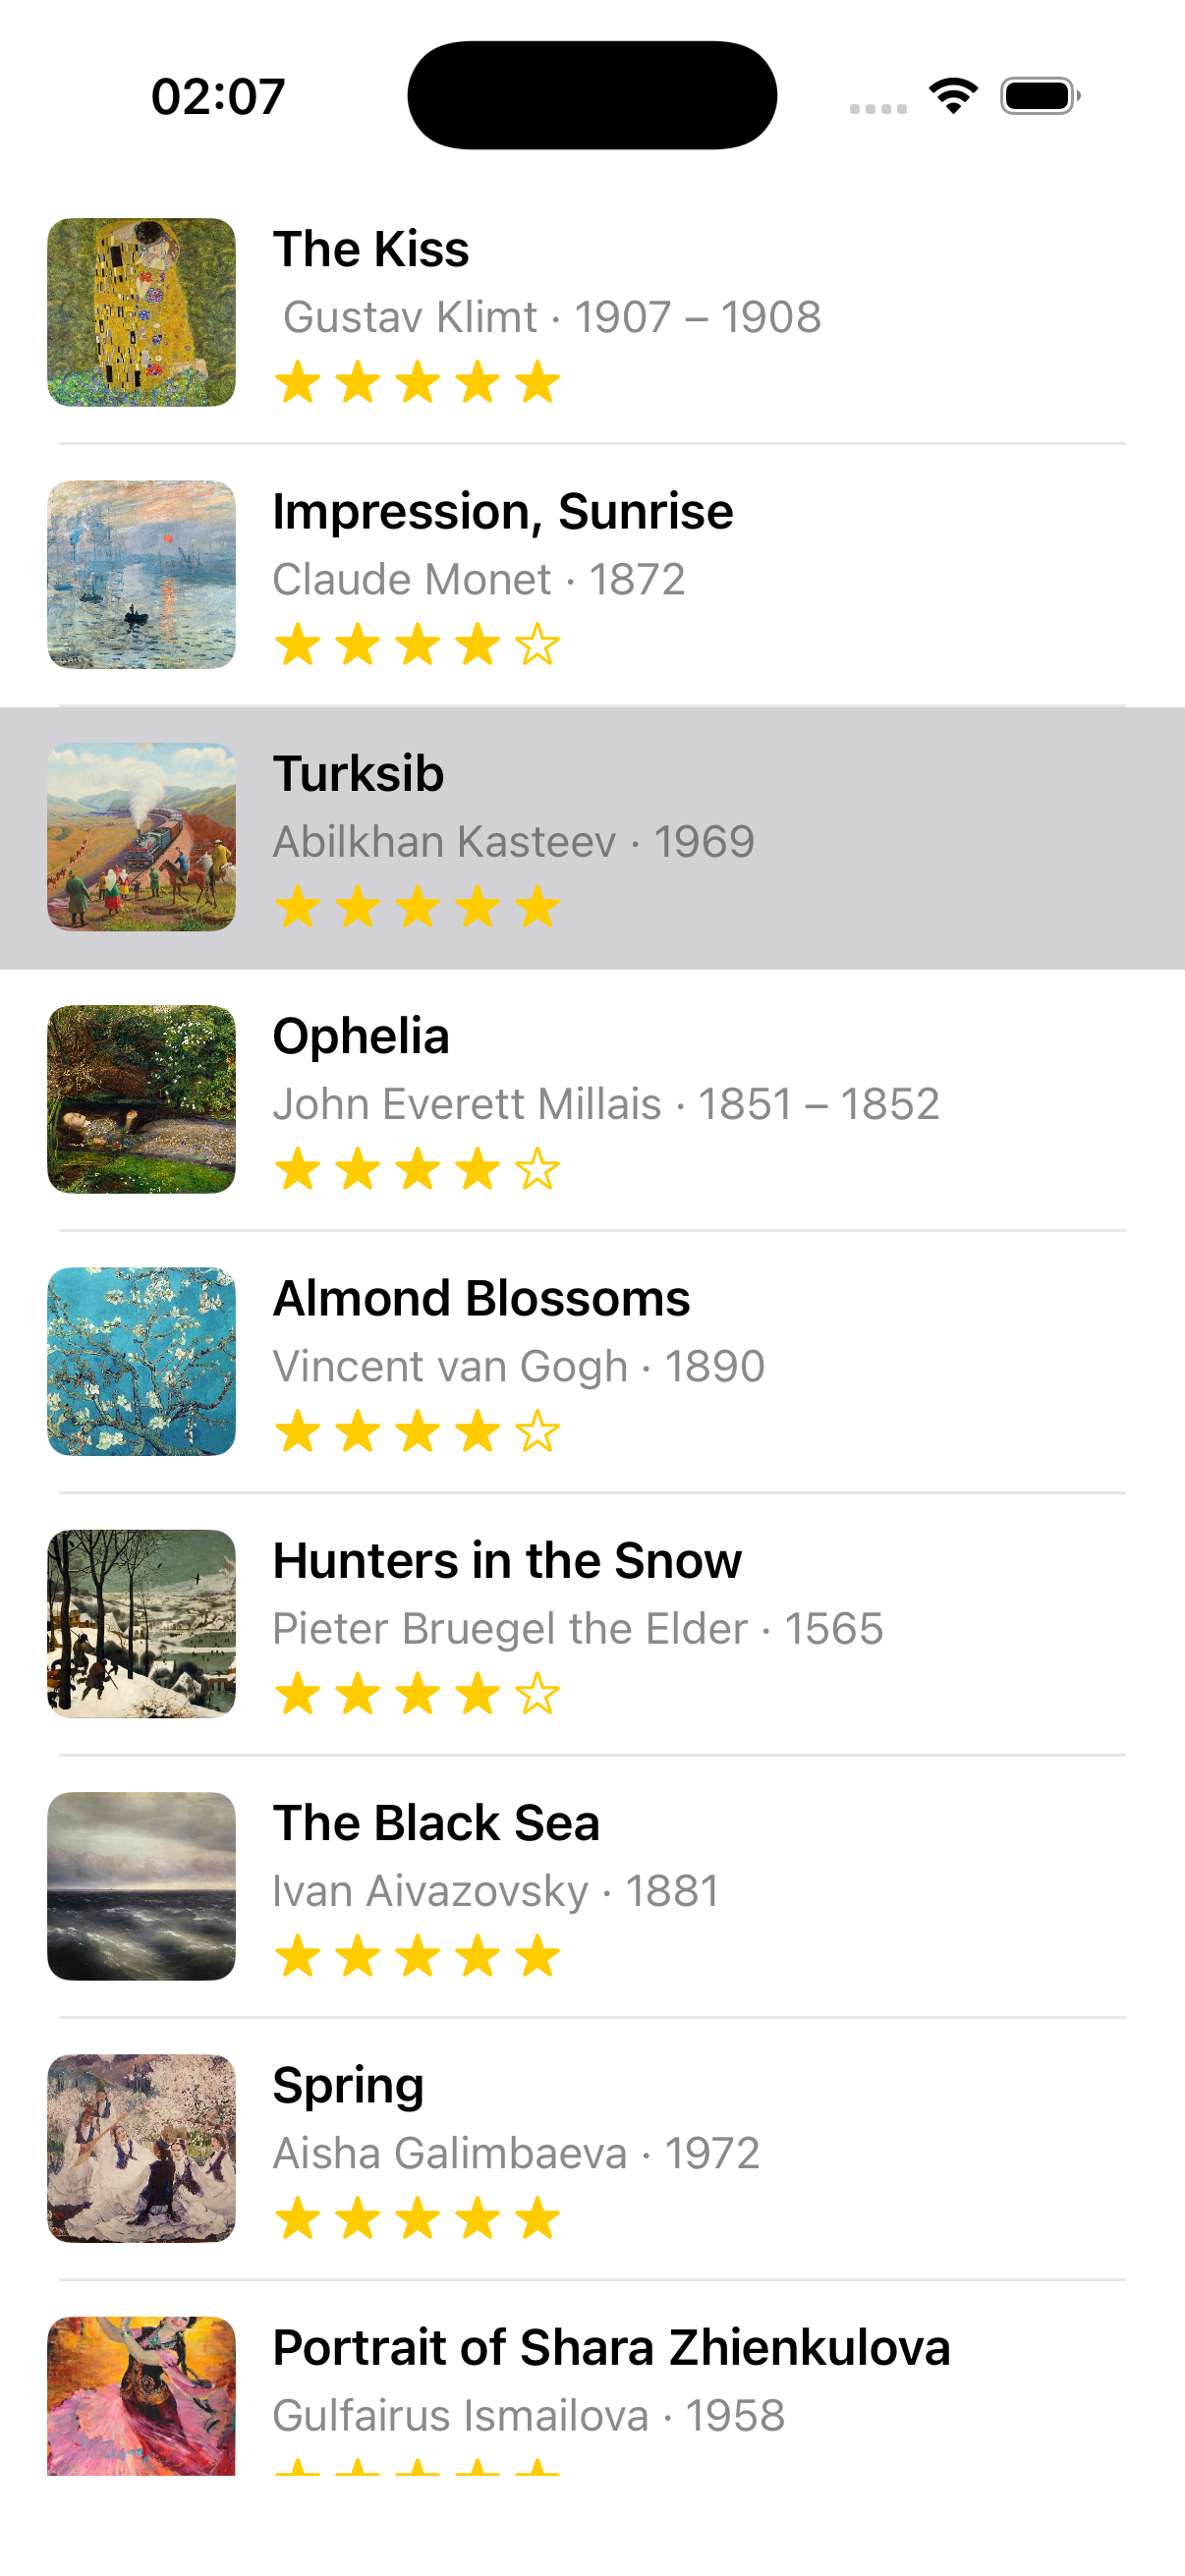 02:07
The Kiss
Gustav Klimt · 1907 – 1908
Impression, Sunrise
Claude Monet · 1872
Turksib
Abilkhan Kasteev · 1969
Ophelia
John Everett Millais · 1851 – 1852
Almond Blossoms
Vincent van Gogh · 1890
Hunters in the Snow
Pieter Bruegel the Elder · 1565
The Black Sea
Ivan Aivazovsky · 1881
Spring
Aisha Galimbaeva · 1972
Portrait of Shara Zhienkulova
Gulfairus Ismailova · 1958